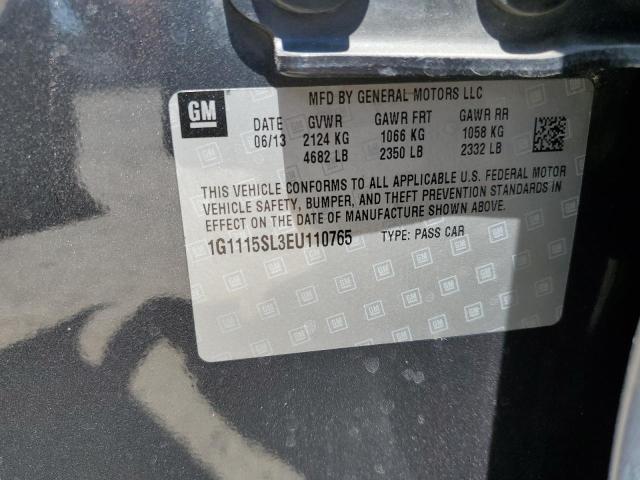 GM
MFD BY GENERAL MOTORS LLC
DATE GVWR GAWR FRT GAWR RR
06/13 2124 KG 1066 KG 1058 KG
4682 LB 2350 LB 2332 LB
THIS VEHICLE CONFORMS TO ALL APPLICABLE U.S. FEDERAL MOTOR
VEHICLE SAFETY, BUMPER, AND THEFT PREVENTION STANDARDS IN
EFFECT ON THE DATE OF MANUFACTURE SHOWN ABOVE.
1G1115SL3EU110765 TYPE: PASS CAR